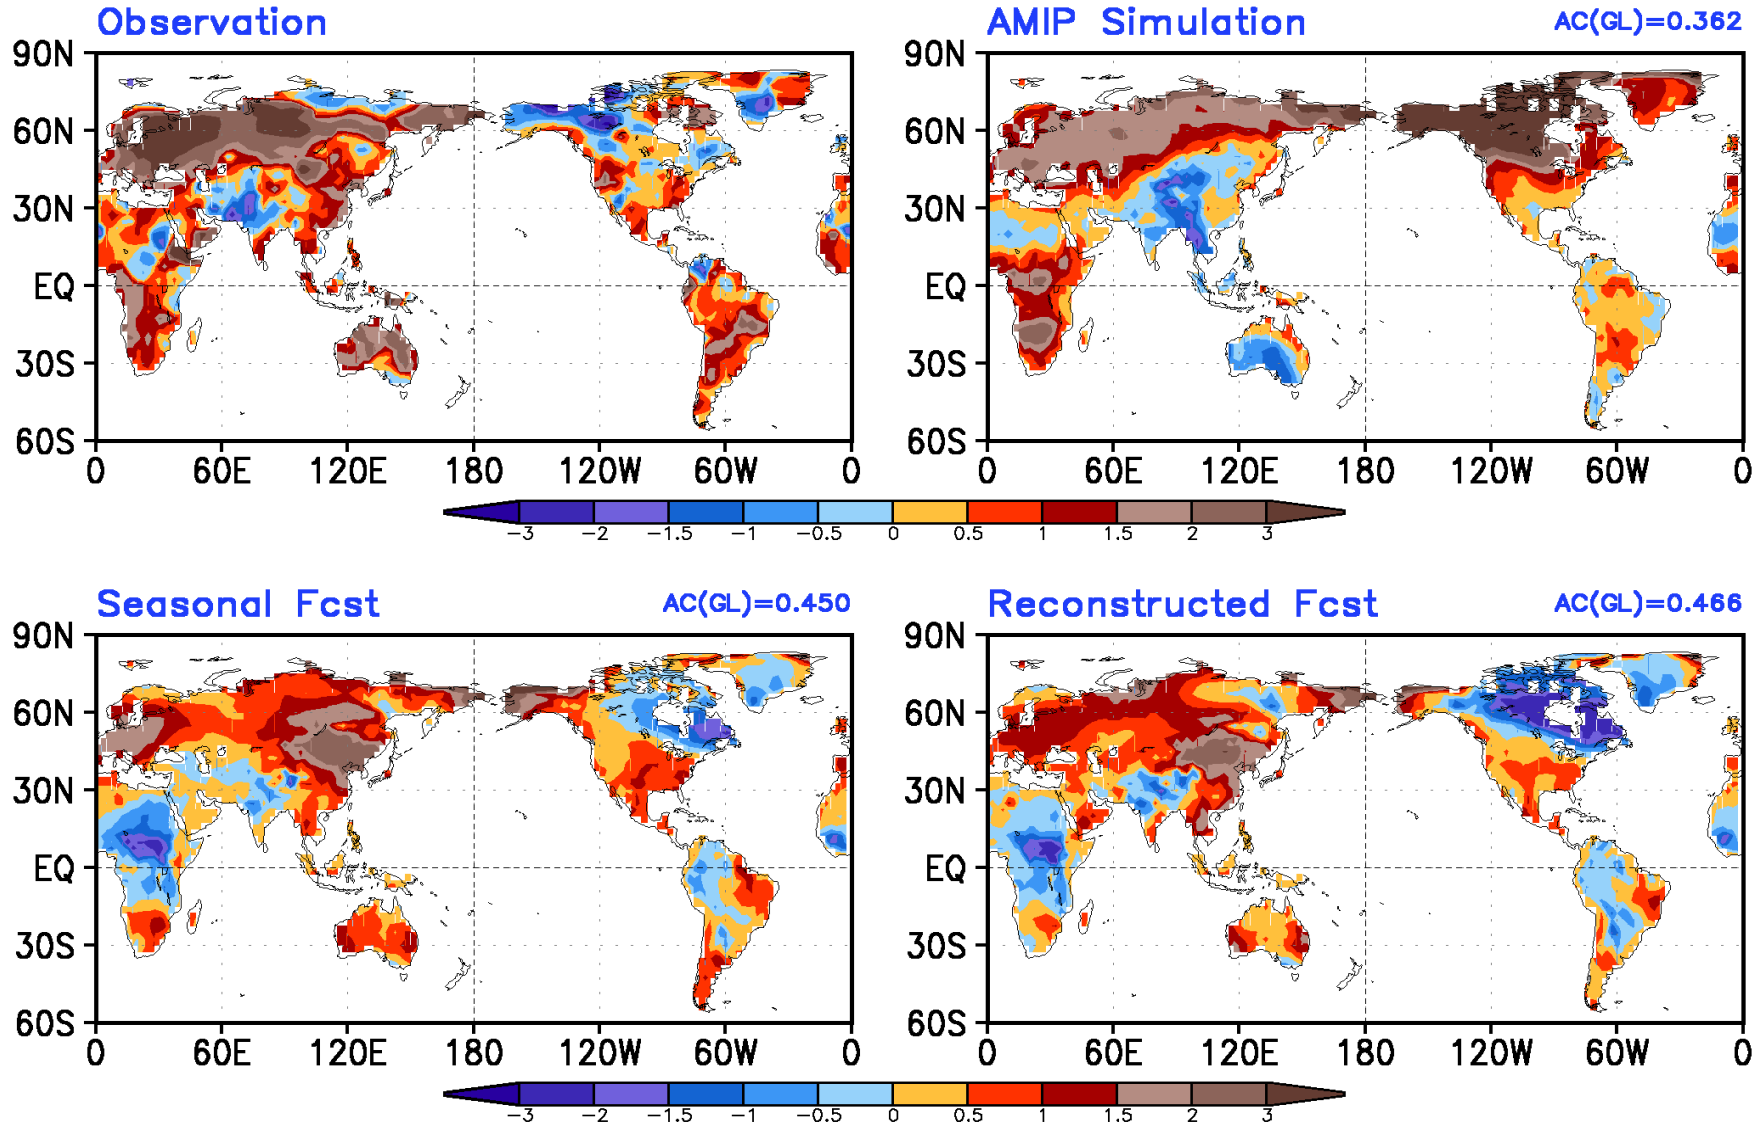 Observation
AMIP Simulation AC(GL)=0.362
90N 90N
60N 60N
30N 30N
EQ EQ
30S 30S
60S 60S
0 60E 120E 180 120W 60W 0 0 60E 120E 180 120W 60W 0
-3 -2 -1.5 -1 -0.5 0 0.5 1 1.5 2 3
Seasonal Fcst AC(GL)=0.450
Reconstructed Fcst AC(GL)=0.466
90N 90N
60N 60N
30N 30N
EQ EQ
30S 30S
60S 60S
0 60E 120E 180 120W 60W 0 0 60E 120E 180 120W 60W 0
-3 -2 -1.5 -1 -0.5 0 0.5 1 1.5 2 3